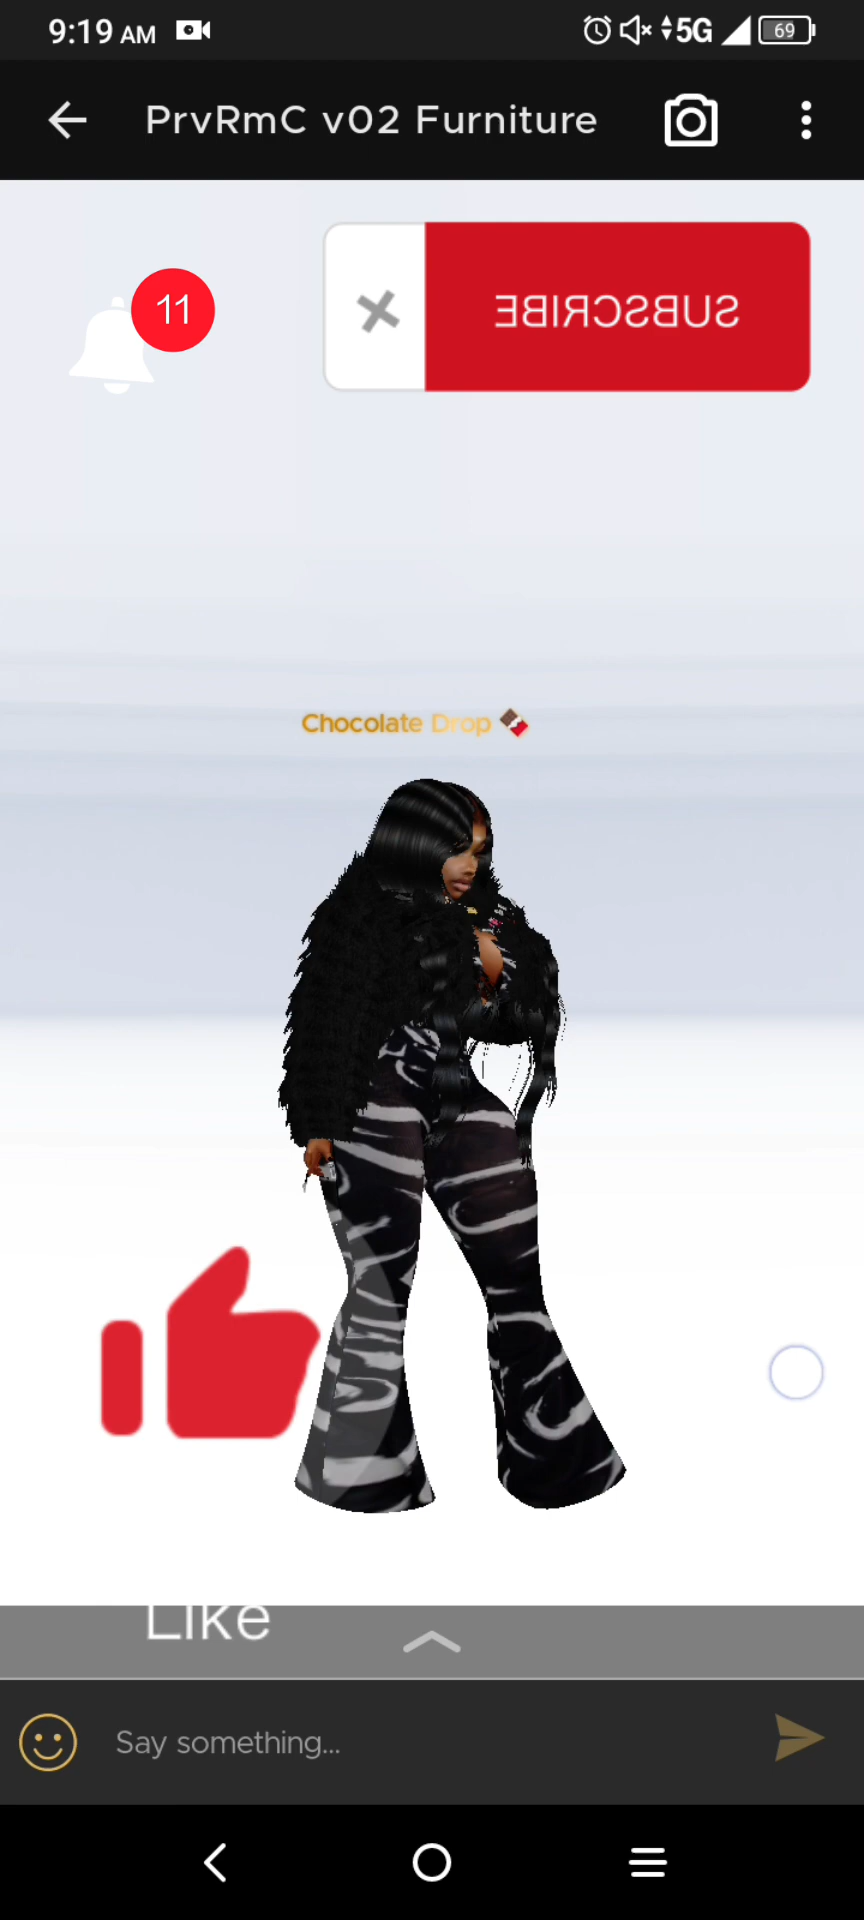 9:19 AM
5G
69
PrvRmC v02 Furniture
11
SUBSCRIBE
Chocolate Drop 🍫
Like
Say something...